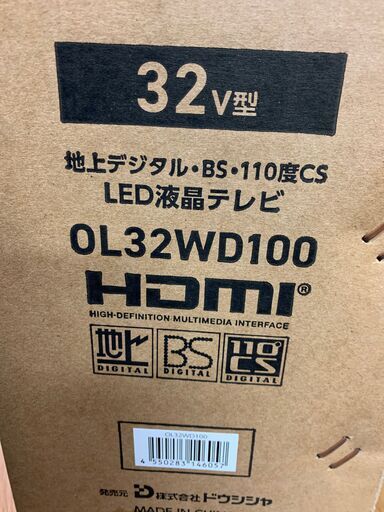 32V型
地上デジタル・BS・110度CS
LED液晶テレビ
OL32WD100
HDMI®
HIGH-DEFINITION MULTIMEDIA INTERFACE
地上 BS 110°CS
DIGITAL DIGITAL DIGITAL
OL32WD100
4 550283 146057
発売元 株式会社ドウシシャ
MADE IN CHINA